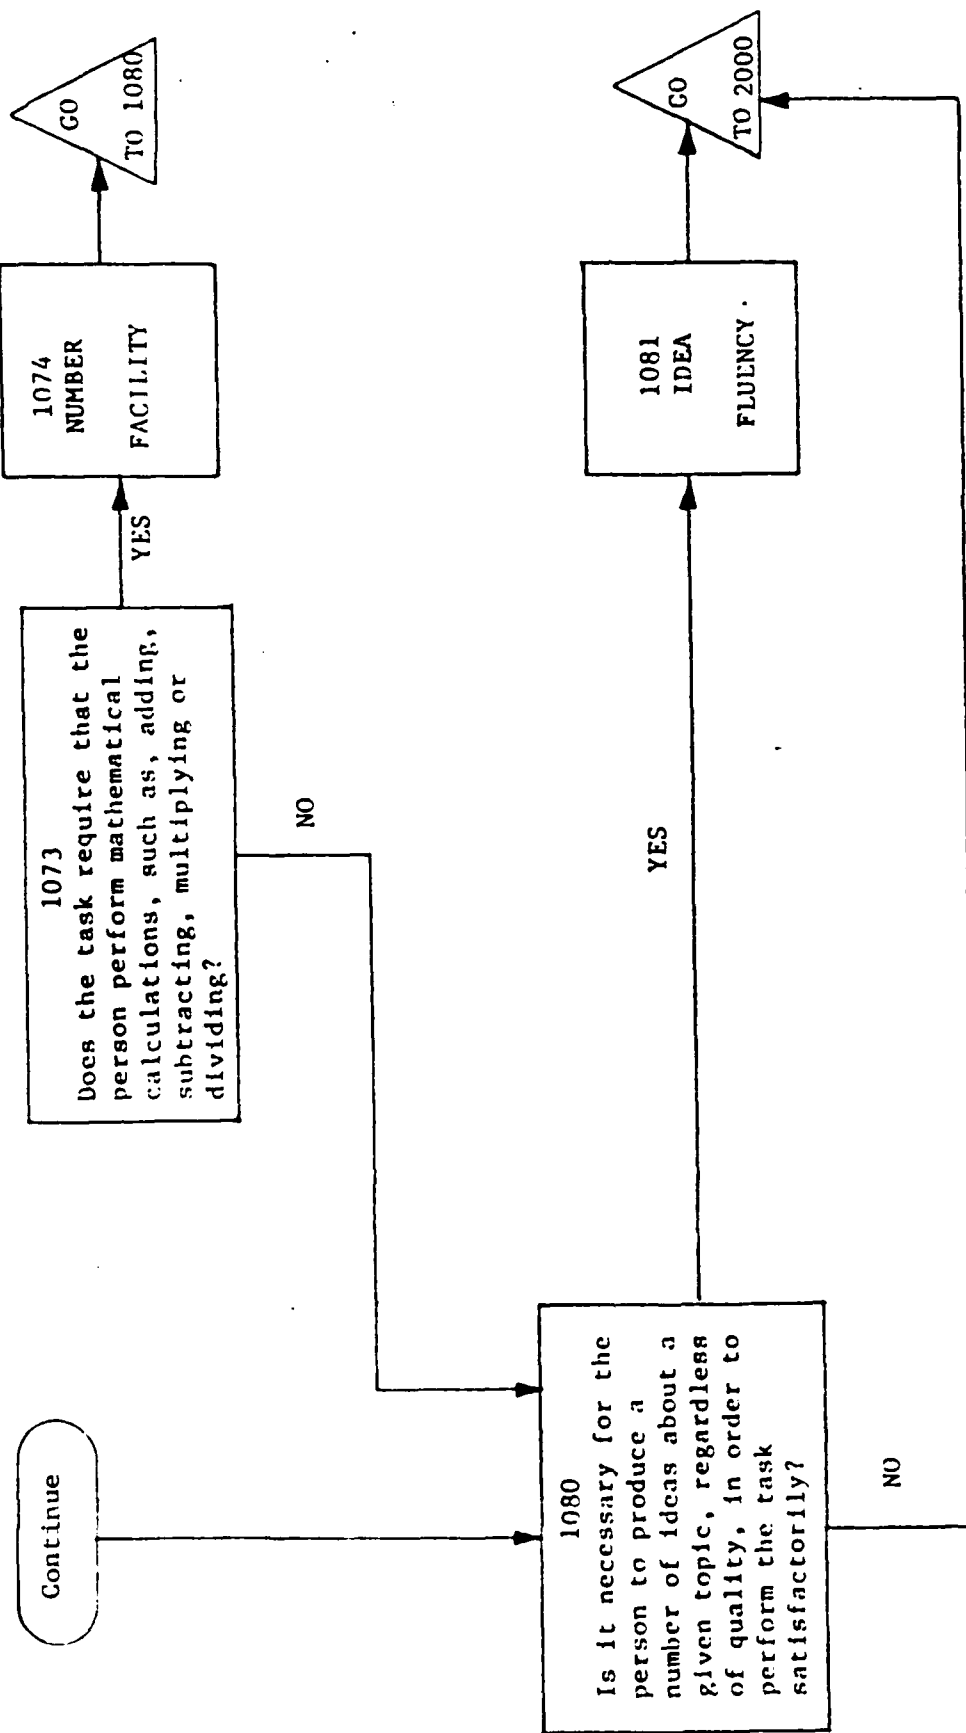 Continue
1073
Does the task require that the
person perform mathematical
calculations, such as, adding,
subtracting, multiplying or
dividing?
YES
1074
NUMBER
FACILITY
GO
TO 1080
NO
1080
Is it necessary for the
person to produce a
number of ideas about a
given topic, regardless
of quality, in order to
perform the task
satisfactorily?
YES
1081
IDEA
FLUENCY.
GO
TO 2000
NO